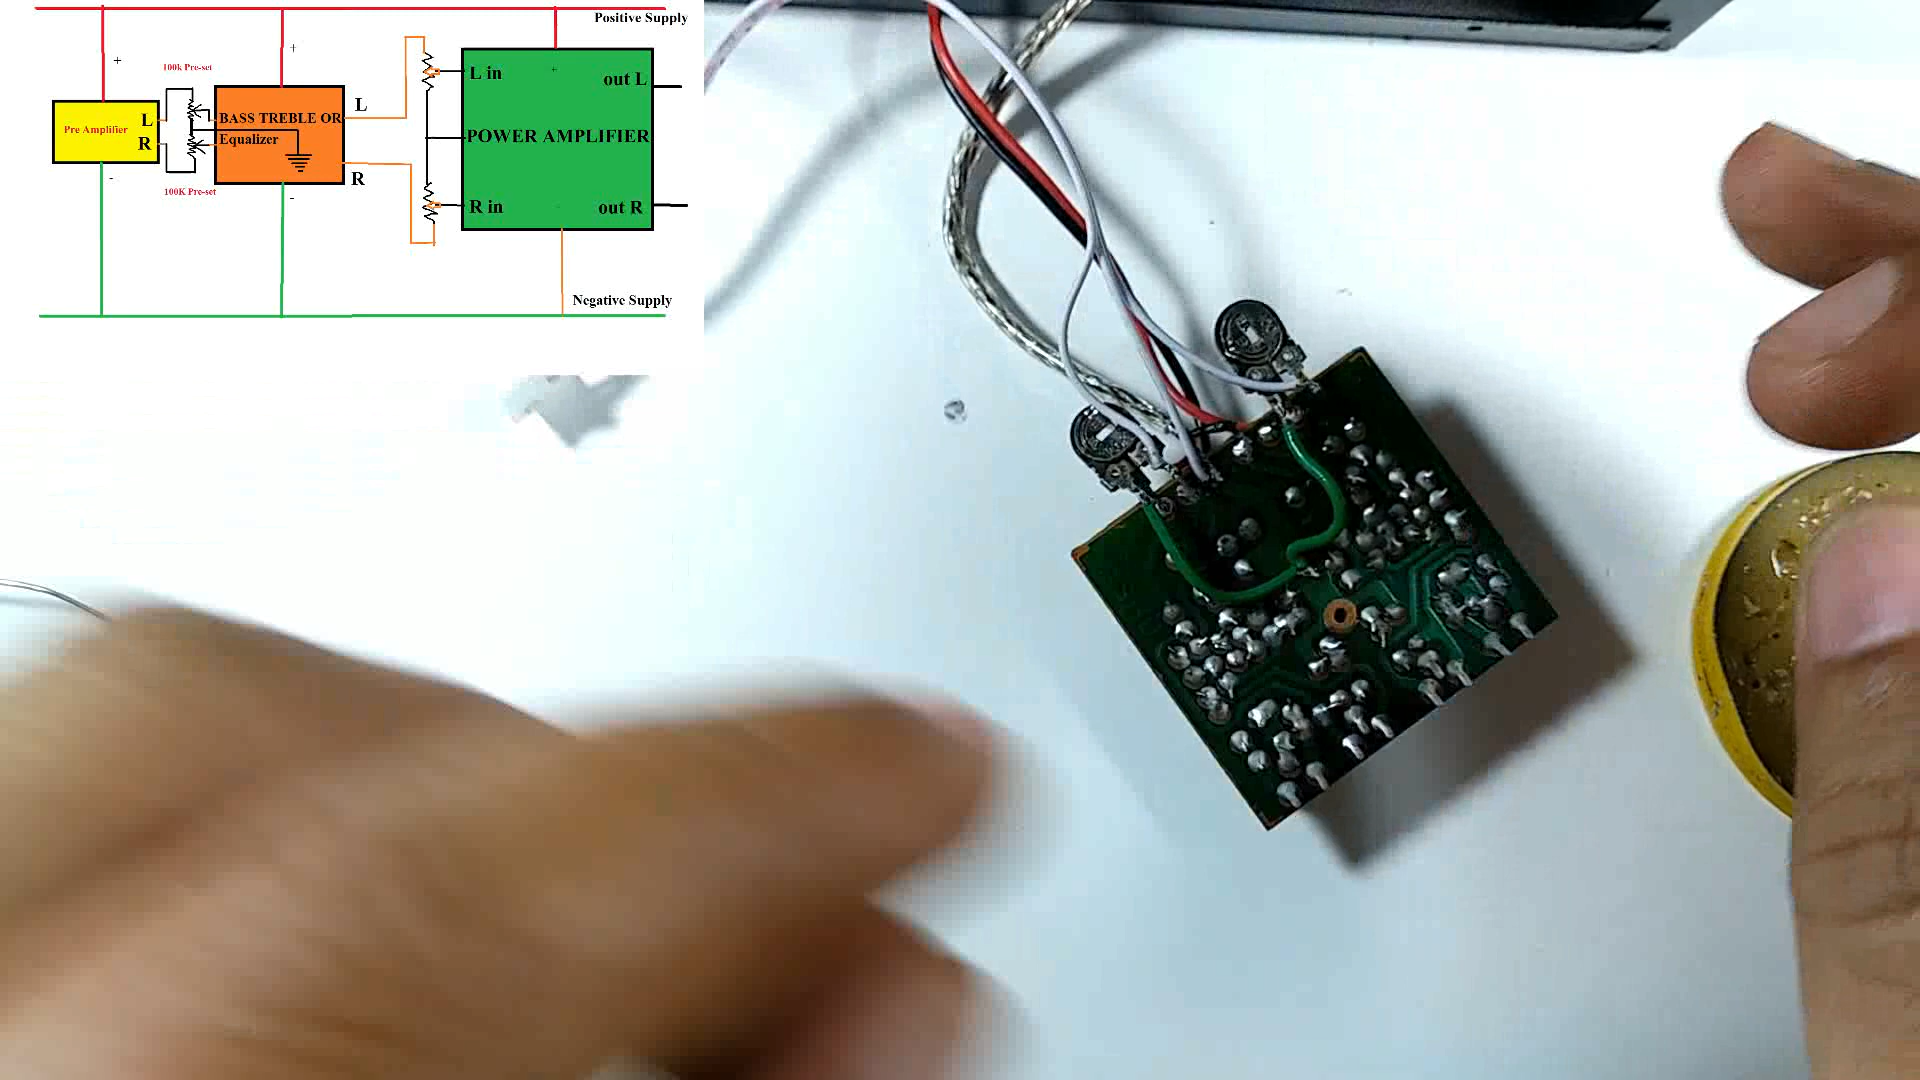 Positive Supply
+
+
100k Pre-set
L in
out L
+
L
L
BASS TREBLE OR
Pre Amplifier
R
Equalizer
POWER AMPLIFIER
-
R
100K Pre-set
-
R in
-
out R
Negative Supply